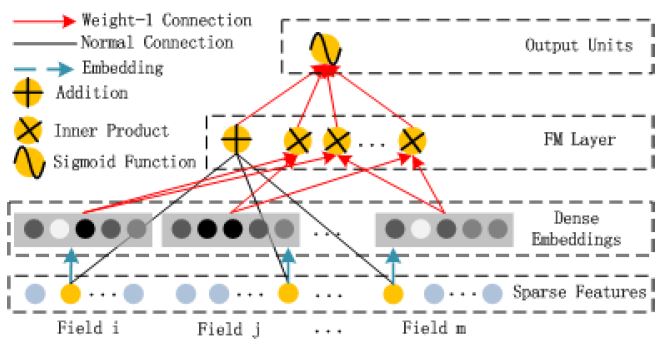 Weight-1 Connection
Normal Connection
Embedding
Addition
Inner Product
Sigmoid Function
Output Units
FM Layer
...
Dense
Embeddings
...
Sparse Features
... ... ... ...
Field i Field j ... Field m